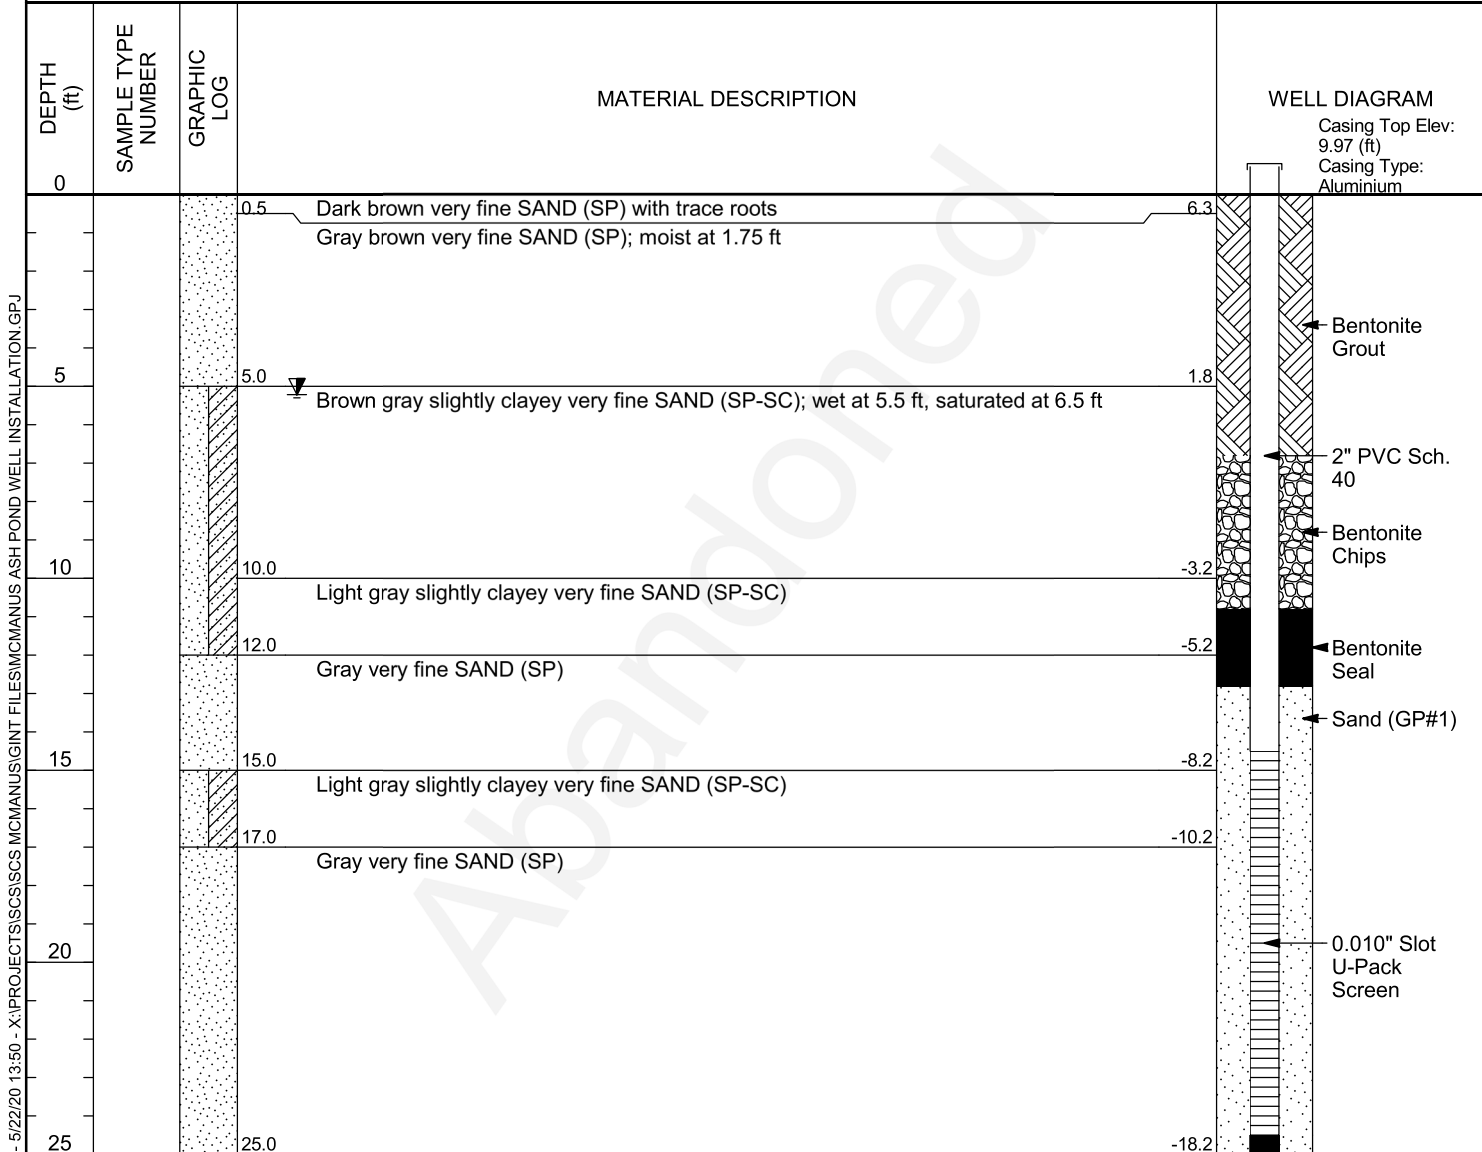 DEPTH
(ft)
SAMPLE TYPE
NUMBER
GRAPHIC
LOG
MATERIAL DESCRIPTION
WELL DIAGRAM
Casing Top Elev:
9.97 (ft)
Casing Type:
Aluminium
0
0.5 Dark brown very fine SAND (SP) with trace roots 6.3
Gray brown very fine SAND (SP); moist at 1.75 ft
Bentonite
Grout
5 5.0 1.8
Brown gray slightly clayey very fine SAND (SP-SC); wet at 5.5 ft, saturated at 6.5 ft
2" PVC Sch.
40
Bentonite
Chips
10 10.0 -3.2
Light gray slightly clayey very fine SAND (SP-SC)
12.0 -5.2
Bentonite
Seal
Gray very fine SAND (SP)
Sand (GP#1)
15 15.0 -8.2
Light gray slightly clayey very fine SAND (SP-SC)
17.0 -10.2
Gray very fine SAND (SP)
0.010" Slot
U-Pack
Screen
20
25 25.0 -18.2
- 5/22/20 13:50 - X:\PROJECTS\SCS\SCS MCMANUS\GINT FILES\MCMANUS ASH POND WELL INSTALLATION.GPJ
Abandoned